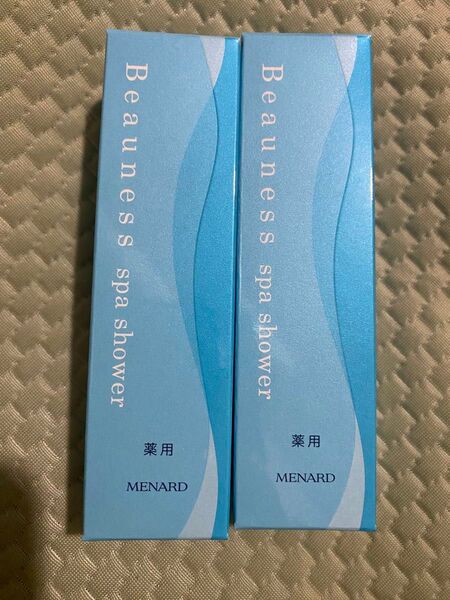 Beauness spa shower
薬用
MENARD
Beauness spa shower
薬用
MENARD